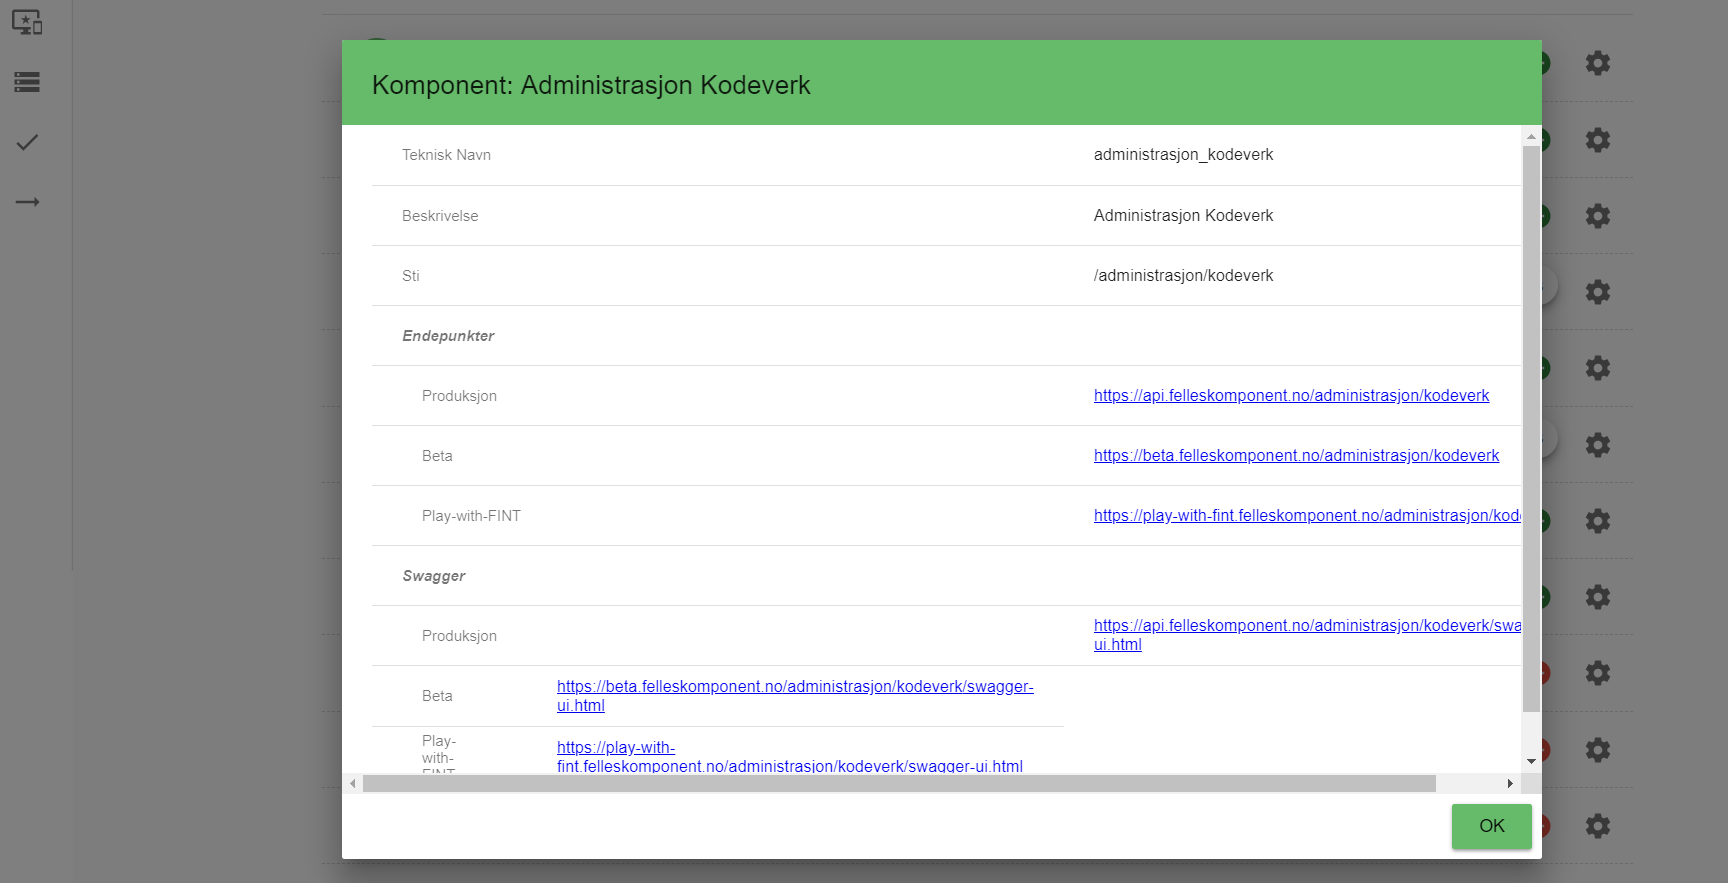 Komponent: Administrasjon Kodeverk
Teknisk Navn administrasjon_kodeverk
Beskrivelse Administrasjon Kodeverk
Sti /administrasjon/kodeverk
Endepunkter
Produksjon https://api.felleskomponent.no/administrasjon/kodeverk
Beta https://beta.felleskomponent.no/administrasjon/kodeverk
Play-with-FINT https://play-with-fint.felleskomponent.no/administrasjon/kod
Swagger
Produksjon https://api.felleskomponent.no/administrasjon/kodeverk/swa
ui.html
Beta https://beta.felleskomponent.no/administrasjon/kodeverk/swagger-
ui.html
Play-
with-
FINT
https://play-with-
fint.felleskomponent.no/administrasjon/kodeverk/swagger-ui.html
OK